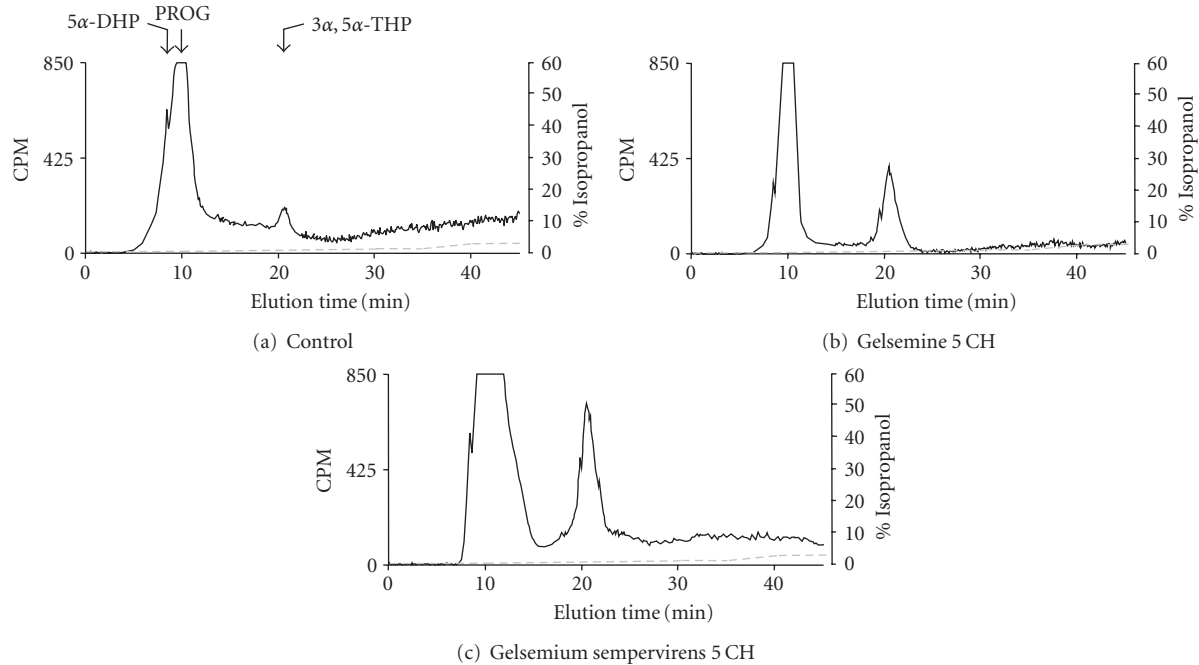 5α-DHP PROG 3α, 5α-THP
850
425
0
CPM
60
50
40
30
20
10
0
% Isopropanol
0 10 20 30 40
Elution time (min)
(a) Control
850
425
0
CPM
60
50
40
30
20
10
0
% Isopropanol
0 10 20 30 40
Elution time (min)
(b) Gelsemine 5 CH
850
425
0
CPM
60
50
40
30
20
10
0
% Isopropanol
0 10 20 30 40
Elution time (min)
(c) Gelsemium sempervirens 5 CH